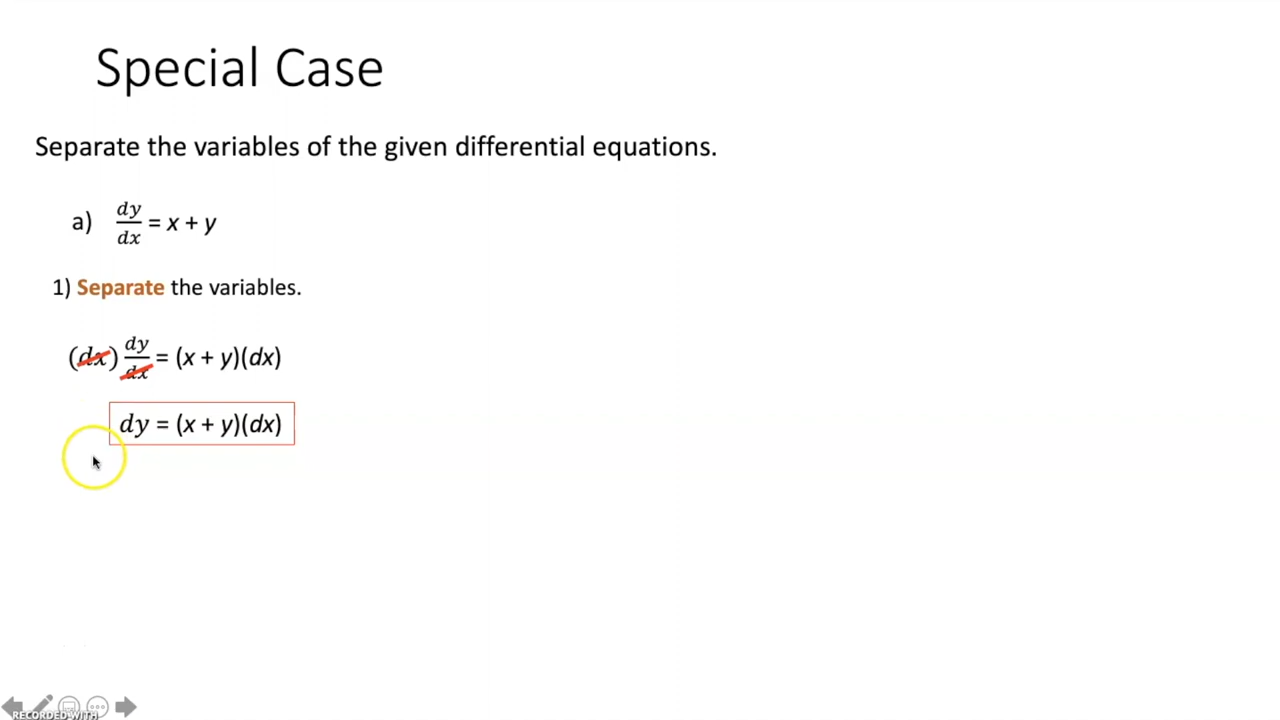 Special Case
Separate the variables of the given differential equations.
a) dy/dx = x + y
1) Separate the variables.
(dx) dy/dx = (x + y)(dx)
dy = (x + y)(dx)
RECORDED WITH